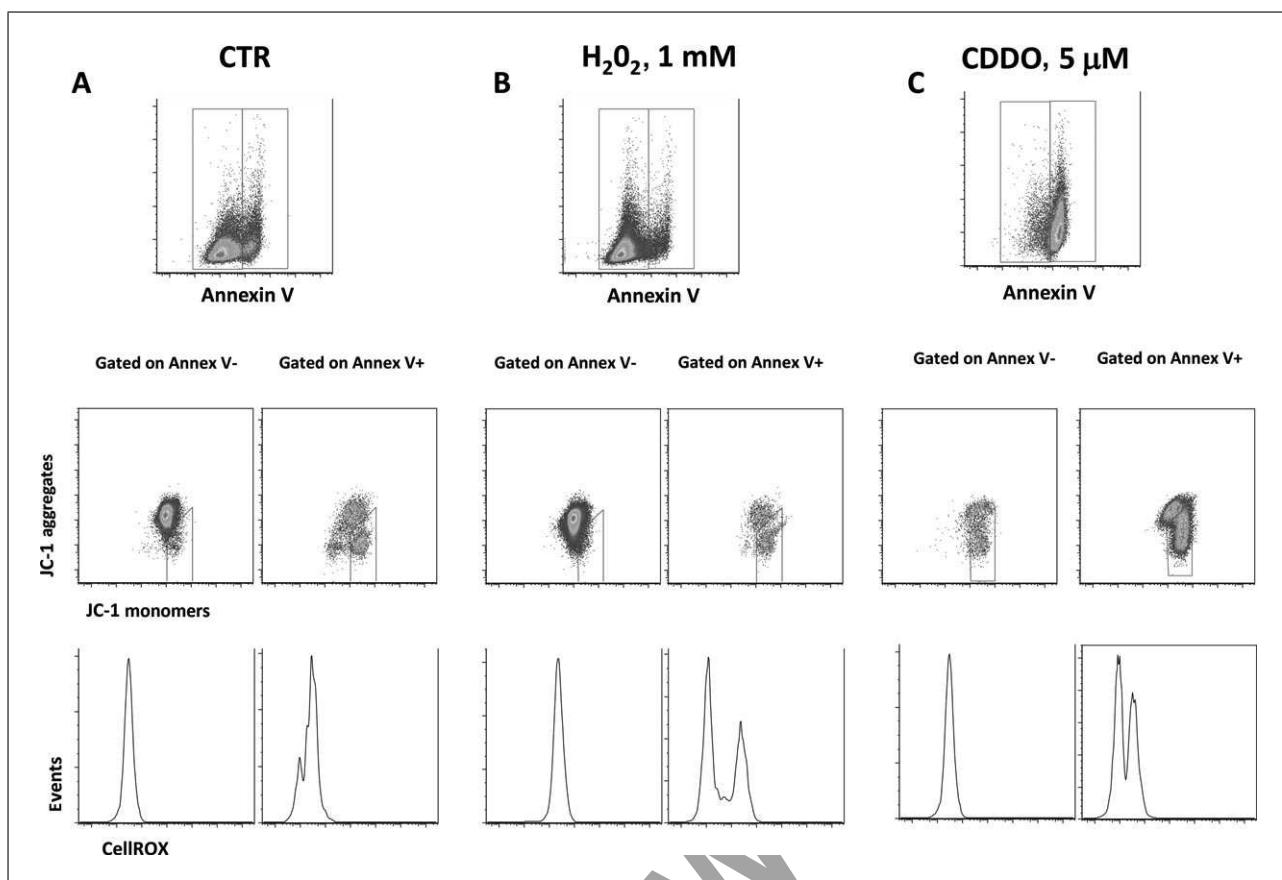 CTR
H₂0₂, 1 mM
CDDO, 5 μM
A
B
C
Annexin V
Annexin V
Annexin V
Gated on Annex V-
Gated on Annex V+
Gated on Annex V-
Gated on Annex V+
Gated on Annex V-
Gated on Annex V+
JC-1 aggregates
JC-1 monomers
Events
CellROX